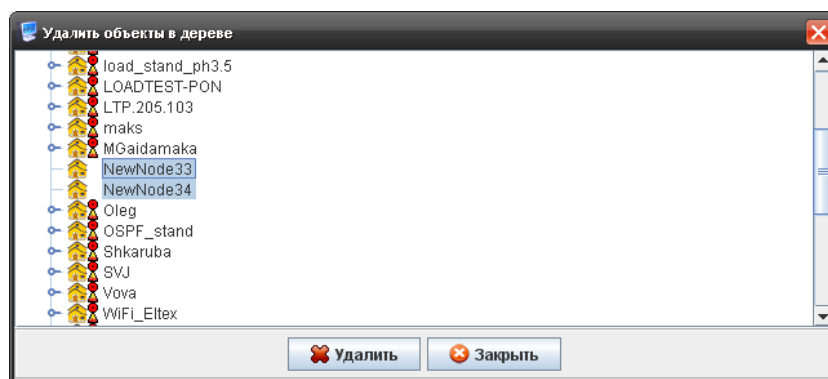 Удалить объекты в дереве
load_stand_ph3.5
LOADTEST-PON
LTP.205.103
maks
MGaidamaka
NewNode33
NewNode34
Oleg
OSPF_stand
Shkaruba
SVJ
Vova
WiFi_Eltex
Удалить Закрыть